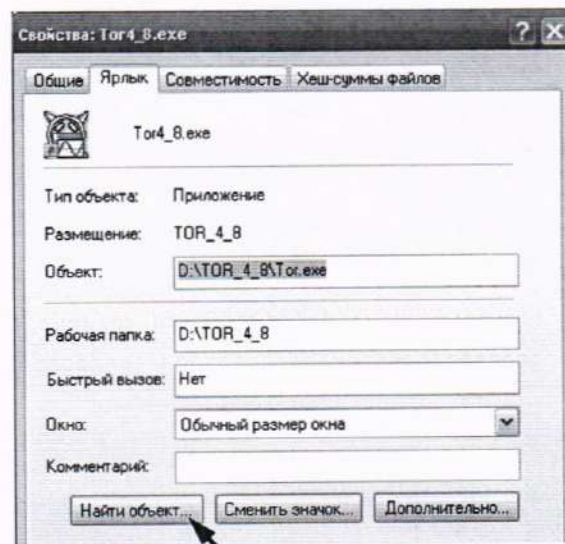 Свойства: Tor4_8.exe
Общие Ярлык Совместимость Хеш-суммы файлов
Tor4_8.exe
Тип объекта: Приложение
Размещение: TOR_4_8
Объект: D:\TOR_4_8\Tor.exe
Рабочая папка: D:\TOR_4_8
Быстрый вызов: Нет
Окно: Обычный размер окна
Комментарий:
Найти объект... Сменить значок... Дополнительно...